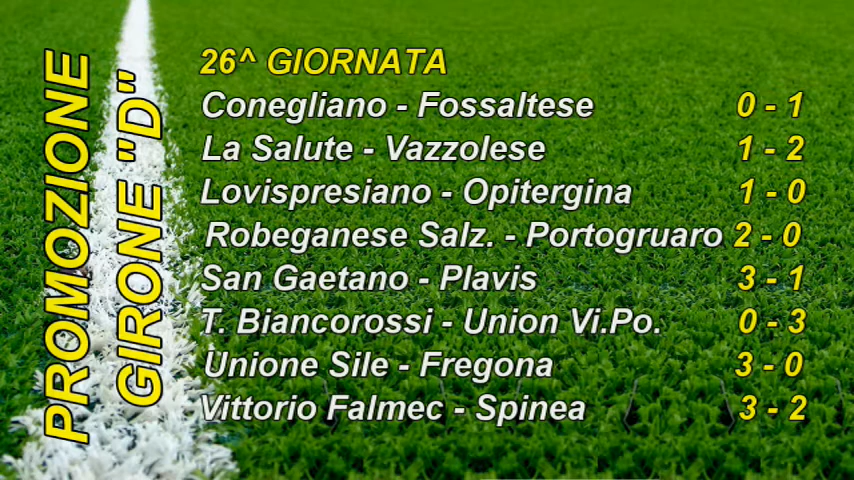 PROMOZIONE
GIRONE "D"
26^ GIORNATA
Conegliano - Fossaltese 0 - 1
La Salute - Vazzolese 1 - 2
Lovispresiano - Opitergina 1 - 0
Robeganese Salz. - Portogruaro 2 - 0
San Gaetano - Plavis 3 - 1
T. Biancorossi - Union Vi.Po. 0 - 3
Unione Sile - Fregona 3 - 0
Vittorio Falmec - Spinea 3 - 2